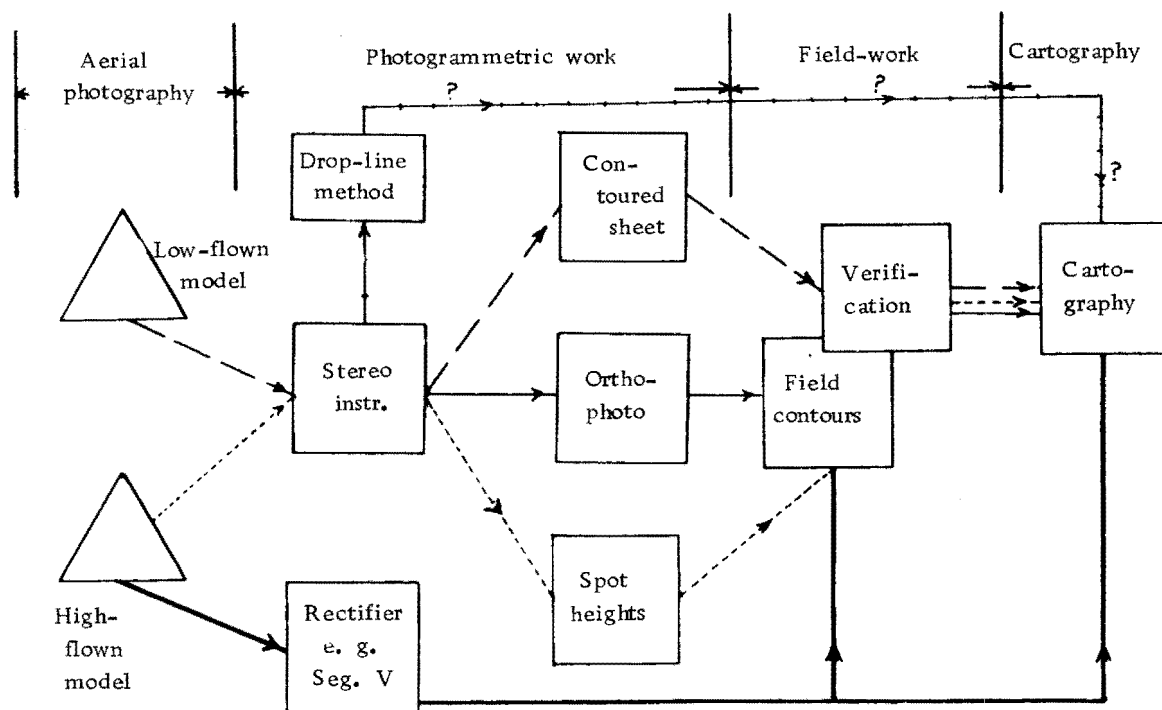 Aerial
photography
Photogrammetric work
Field-work
Cartography
?
?
?
Drop-line
method
Con-
toured
sheet
Low-flown
model
Verifi-
cation
Carto-
graphy
Stereo
instr.
Ortho-
photo
Field
contours
High-
flown
model
Rectifier
e. g.
Seg. V
Spot
heights